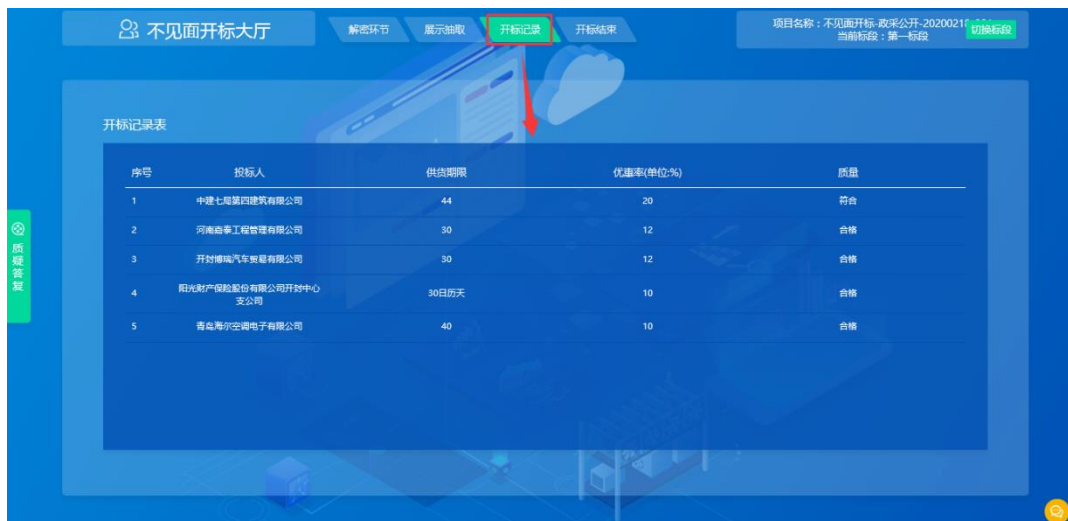 不见面开标大厅
解密环节
展示抽取
开标记录
开标结束
项目名称：不见面开标-政采公开-20200218
当前标段：第一标段
切换标段
开标记录表
序号 投标人 供货期限 优惠率(单位:%) 质量
1 中建七局第四建筑有限公司 44 20 符合
2 河南嘉泰工程管理有限公司 30 12 合格
3 开封博瑞汽车贸易有限公司 30 12 合格
4 阳光财产保险股份有限公司开封中心
支公司 30日历天 10 合格
5 青岛海尔空调电子有限公司 40 10 合格
质疑答复